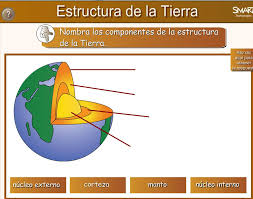 Estructura de la Tierra
SMART
?
Nombra los componentes de la estructura
de la Tierra.
núcleo externo
corteza
manto
núcleo interno